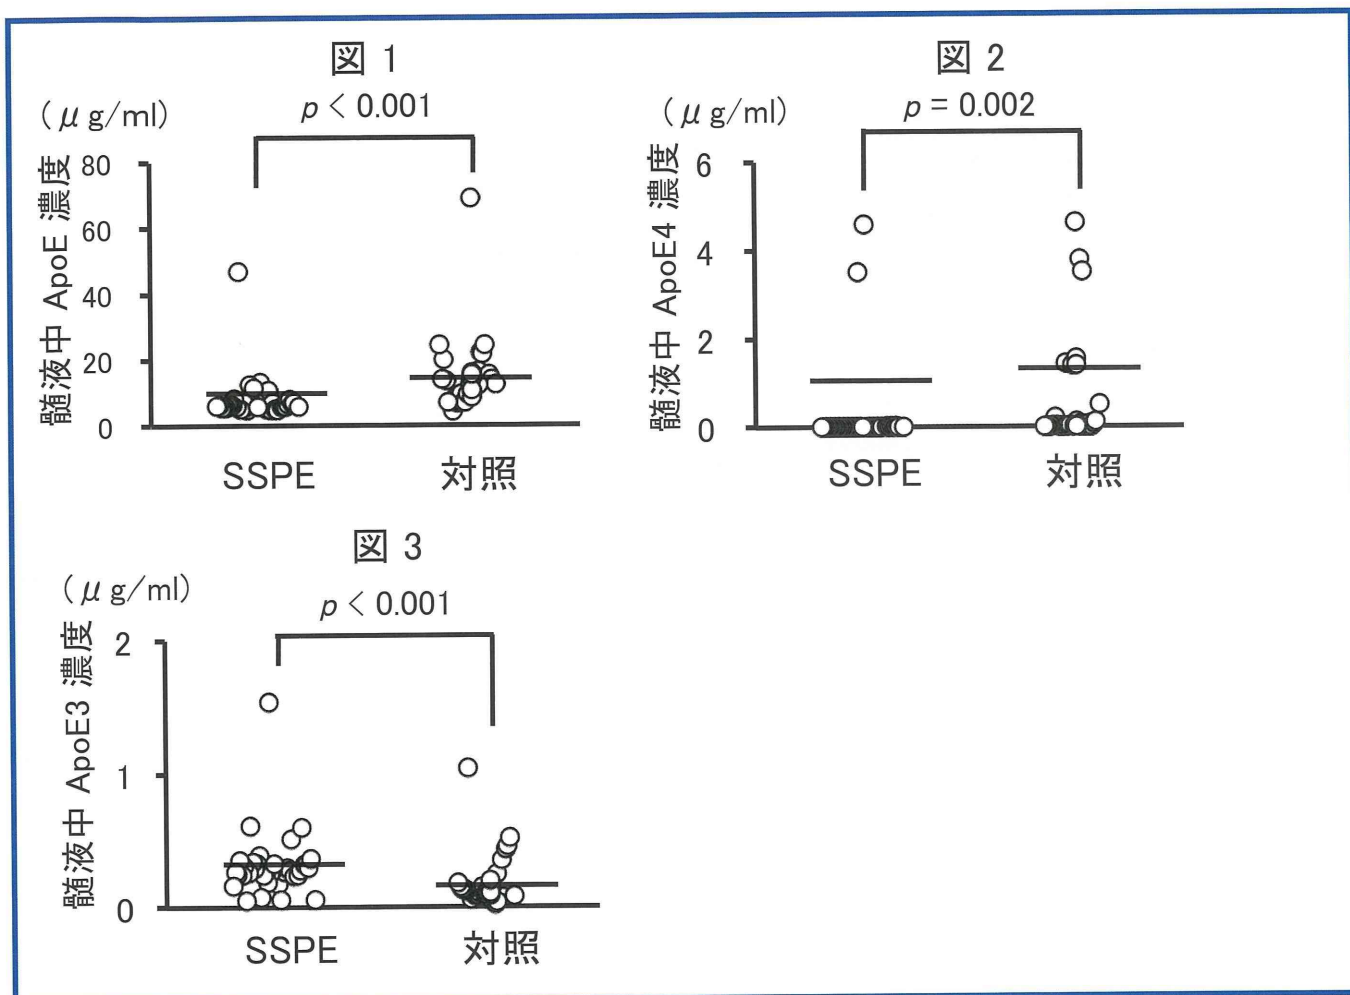 図 1
p < 0.001
(μg/ml)
髄液中 ApoE 濃度
80
60
40
20
0
SSPE
対照
図 2
p = 0.002
(μg/ml)
髄液中 ApoE4 濃度
6
4
2
0
SSPE
対照
図 3
p < 0.001
(μg/ml)
髄液中 ApoE3 濃度
2
1
0
SSPE
対照